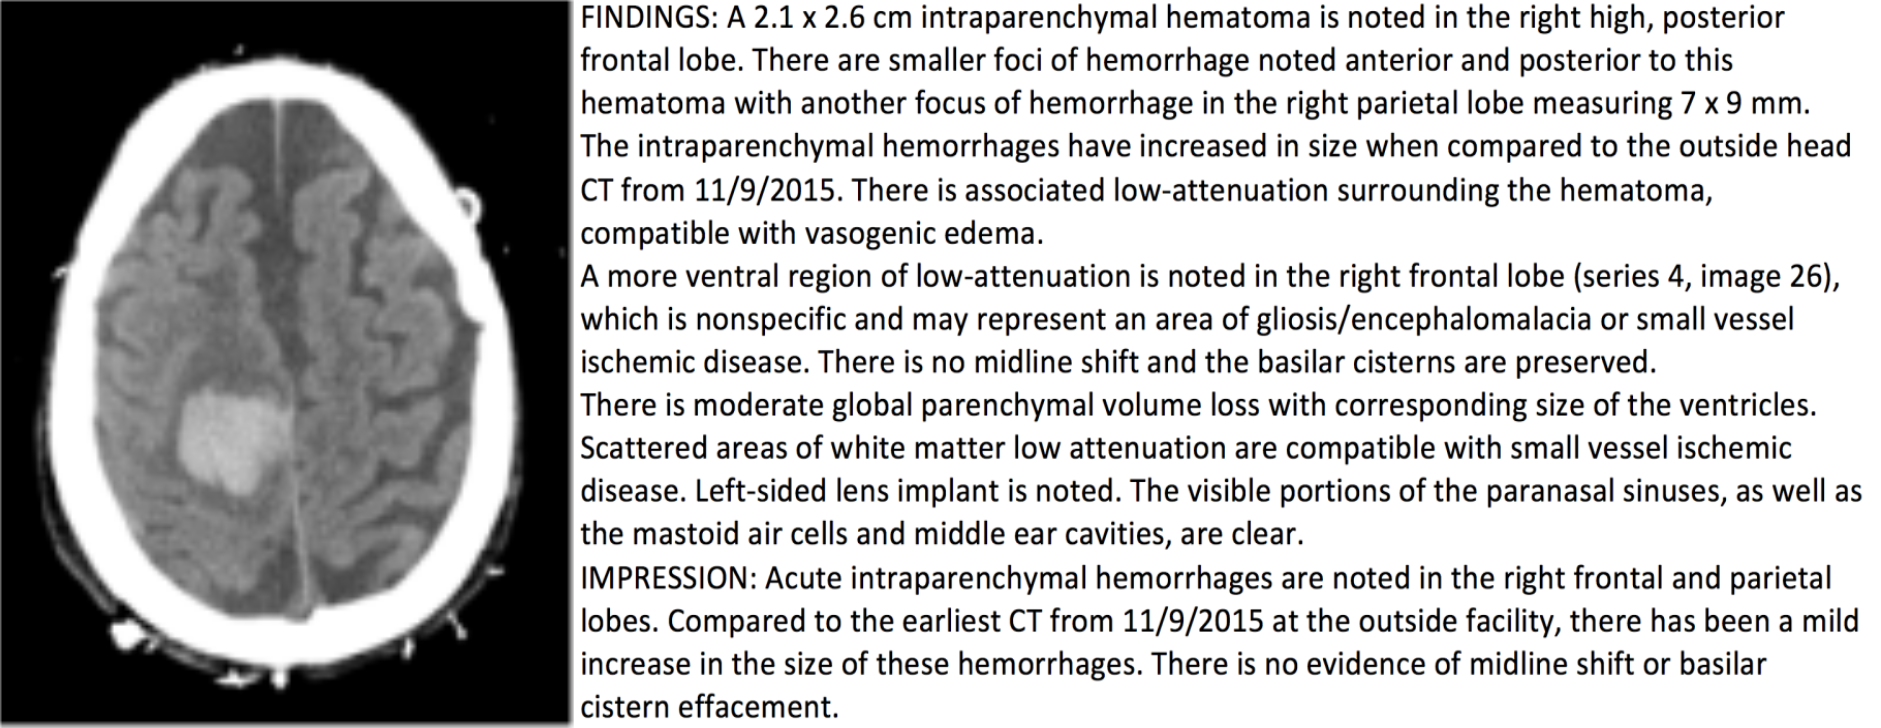 FINDINGS: A 2.1 x 2.6 cm intraparenchymal hematoma is noted in the right high, posterior
frontal lobe. There are smaller foci of hemorrhage noted anterior and posterior to this
hematoma with another focus of hemorrhage in the right parietal lobe measuring 7 x 9 mm.
The intraparenchymal hemorrhages have increased in size when compared to the outside head
CT from 11/9/2015. There is associated low-attenuation surrounding the hematoma,
compatible with vasogenic edema.
A more ventral region of low-attenuation is noted in the right frontal lobe (series 4, image 26),
which is nonspecific and may represent an area of gliosis/encephalomalacia or small vessel
ischemic disease. There is no midline shift and the basilar cisterns are preserved.
There is moderate global parenchymal volume loss with corresponding size of the ventricles.
Scattered areas of white matter low attenuation are compatible with small vessel ischemic
disease. Left-sided lens implant is noted. The visible portions of the paranasal sinuses, as well as
the mastoid air cells and middle ear cavities, are clear.
IMPRESSION: Acute intraparenchymal hemorrhages are noted in the right frontal and parietal
lobes. Compared to the earliest CT from 11/9/2015 at the outside facility, there has been a mild
increase in the size of these hemorrhages. There is no evidence of midline shift or basilar
cistern effacement.